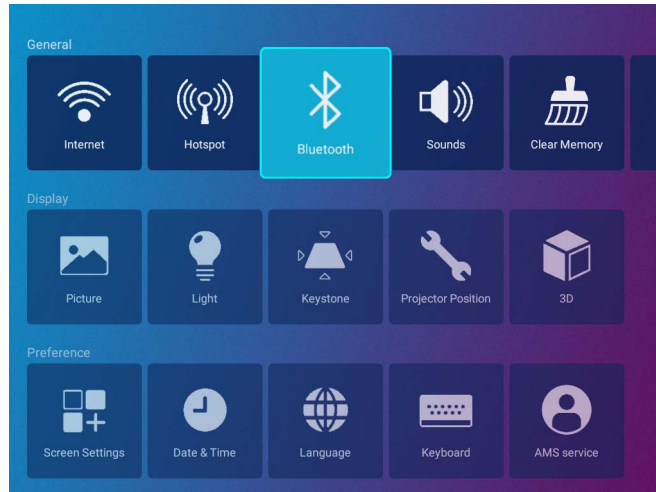 General
Internet
Hotspot
Bluetooth
Sounds
Clear Memory
Display
Picture
Light
Keystone
Projector Position
3D
Preference
Screen Settings
Date & Time
Language
Keyboard
AMS service